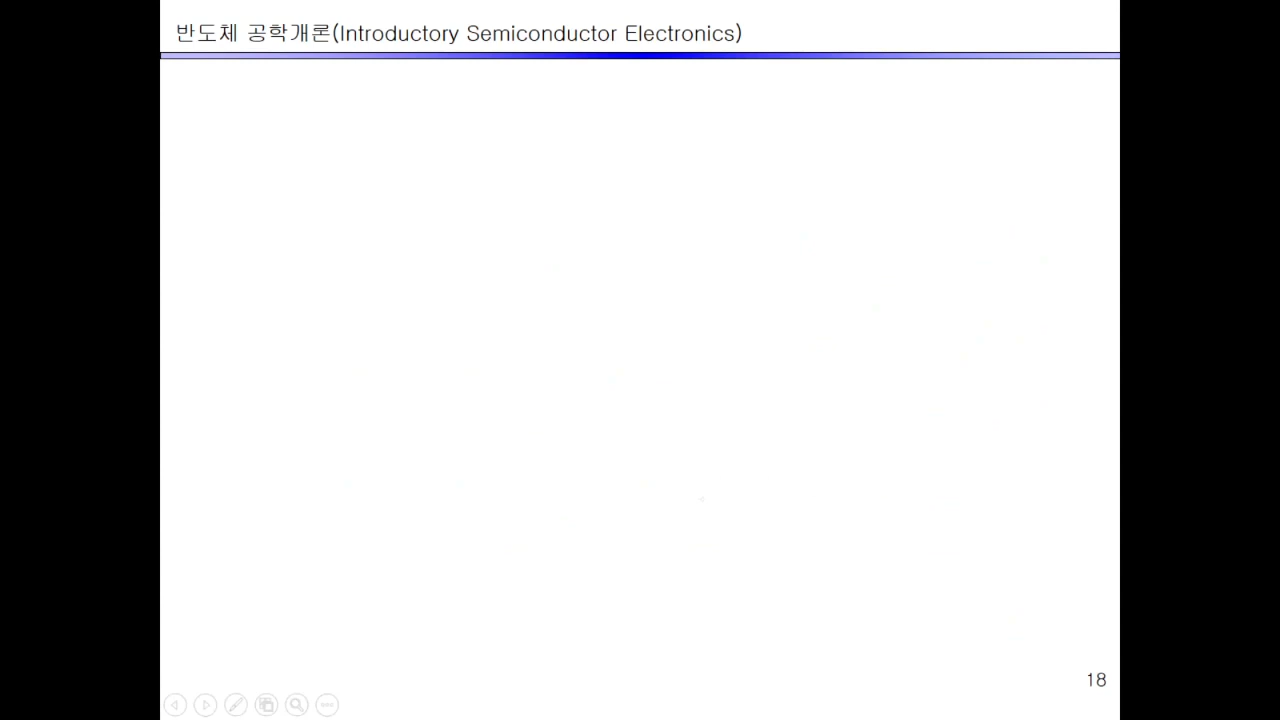 반도체 공학개론(Introductory Semiconductor Electronics)
18